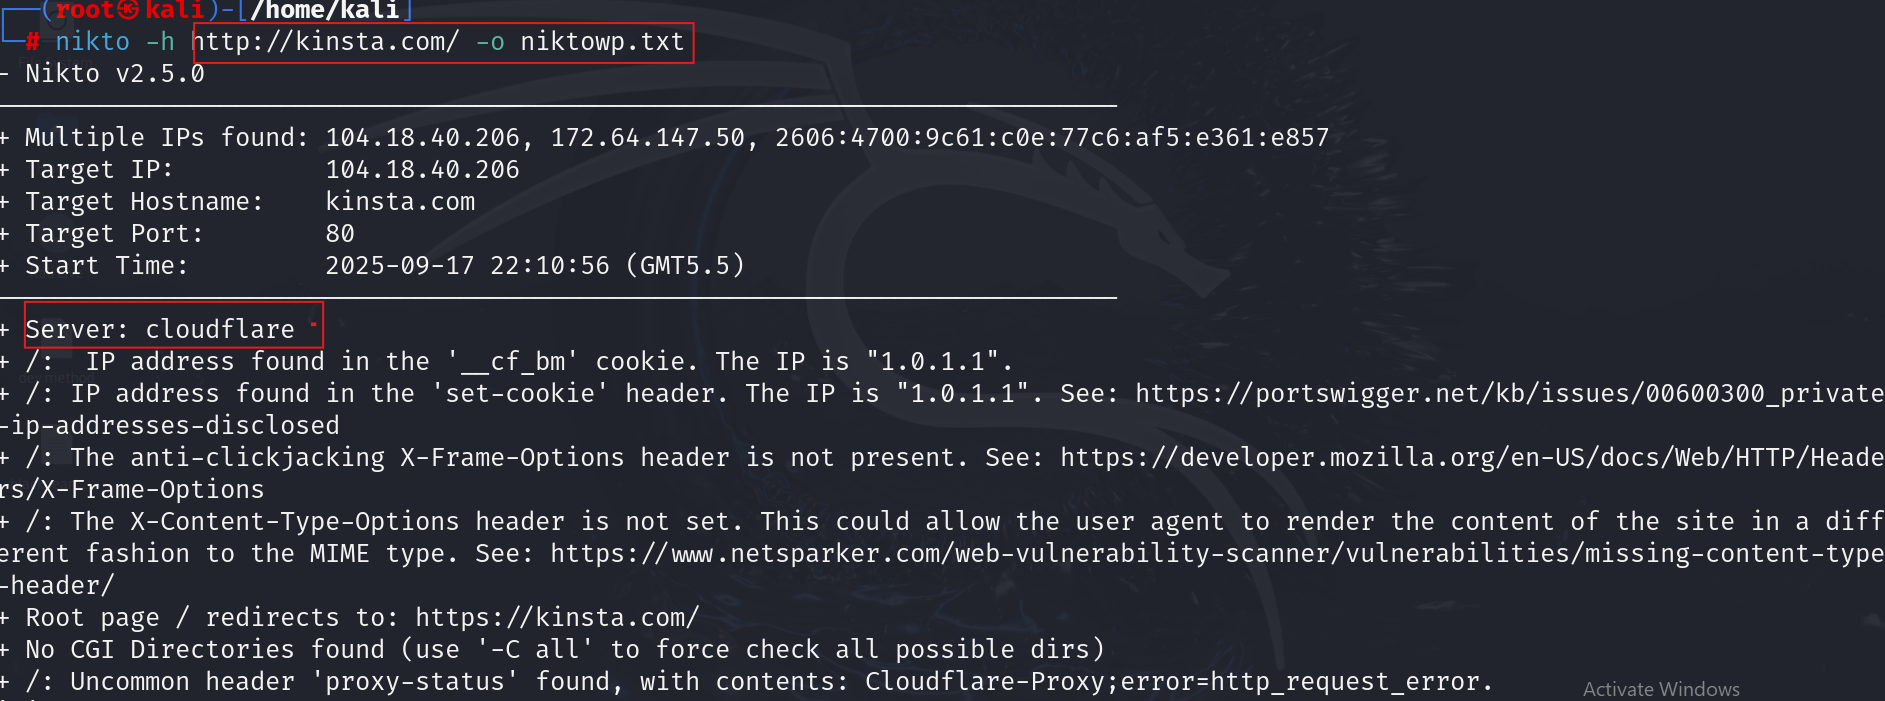 (root㉿kali)-[/home/kali]
# nikto -h http://kinsta.com/ -o niktowp.txt
- Nikto v2.5.0
+ Multiple IPs found: 104.18.40.206, 172.64.147.50, 2606:4700:9c61:c0e:77c6:af5:e361:e857
+ Target IP: 104.18.40.206
+ Target Hostname: kinsta.com
+ Target Port: 80
+ Start Time: 2025-09-17 22:10:56 (GMT5.5)
+ Server: cloudflare
+ /: IP address found in the '__cf_bm' cookie. The IP is "1.0.1.1".
+ /: IP address found in the 'set-cookie' header. The IP is "1.0.1.1". See: https://portswigger.net/kb/issues/00600300_private
-ip-addresses-disclosed
+ /: The anti-clickjacking X-Frame-Options header is not present. See: https://developer.mozilla.org/en-US/docs/Web/HTTP/Heade
rs/X-Frame-Options
+ /: The X-Content-Type-Options header is not set. This could allow the user agent to render the content of the site in a diff
erent fashion to the MIME type. See: https://www.netsparker.com/web-vulnerability-scanner/vulnerabilities/missing-content-type
-header/
+ Root page / redirects to: https://kinsta.com/
+ No CGI Directories found (use '-C all' to force check all possible dirs)
+ /: Uncommon header 'proxy-status' found, with contents: Cloudflare-Proxy;error=http_request_error.
Activate Windows